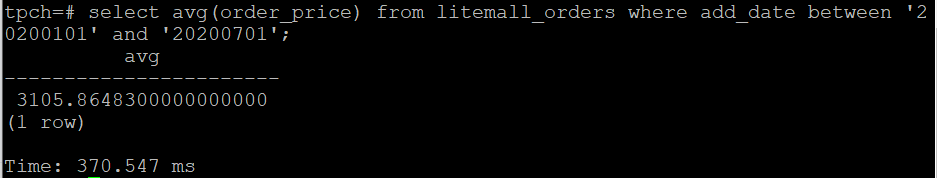 tpch=# select avg(order_price) from litemall_orders where add_date between '2
0200101' and '20200701';
avg
-----------------------
3105.8648300000000000
(1 row)
Time: 370.547 ms